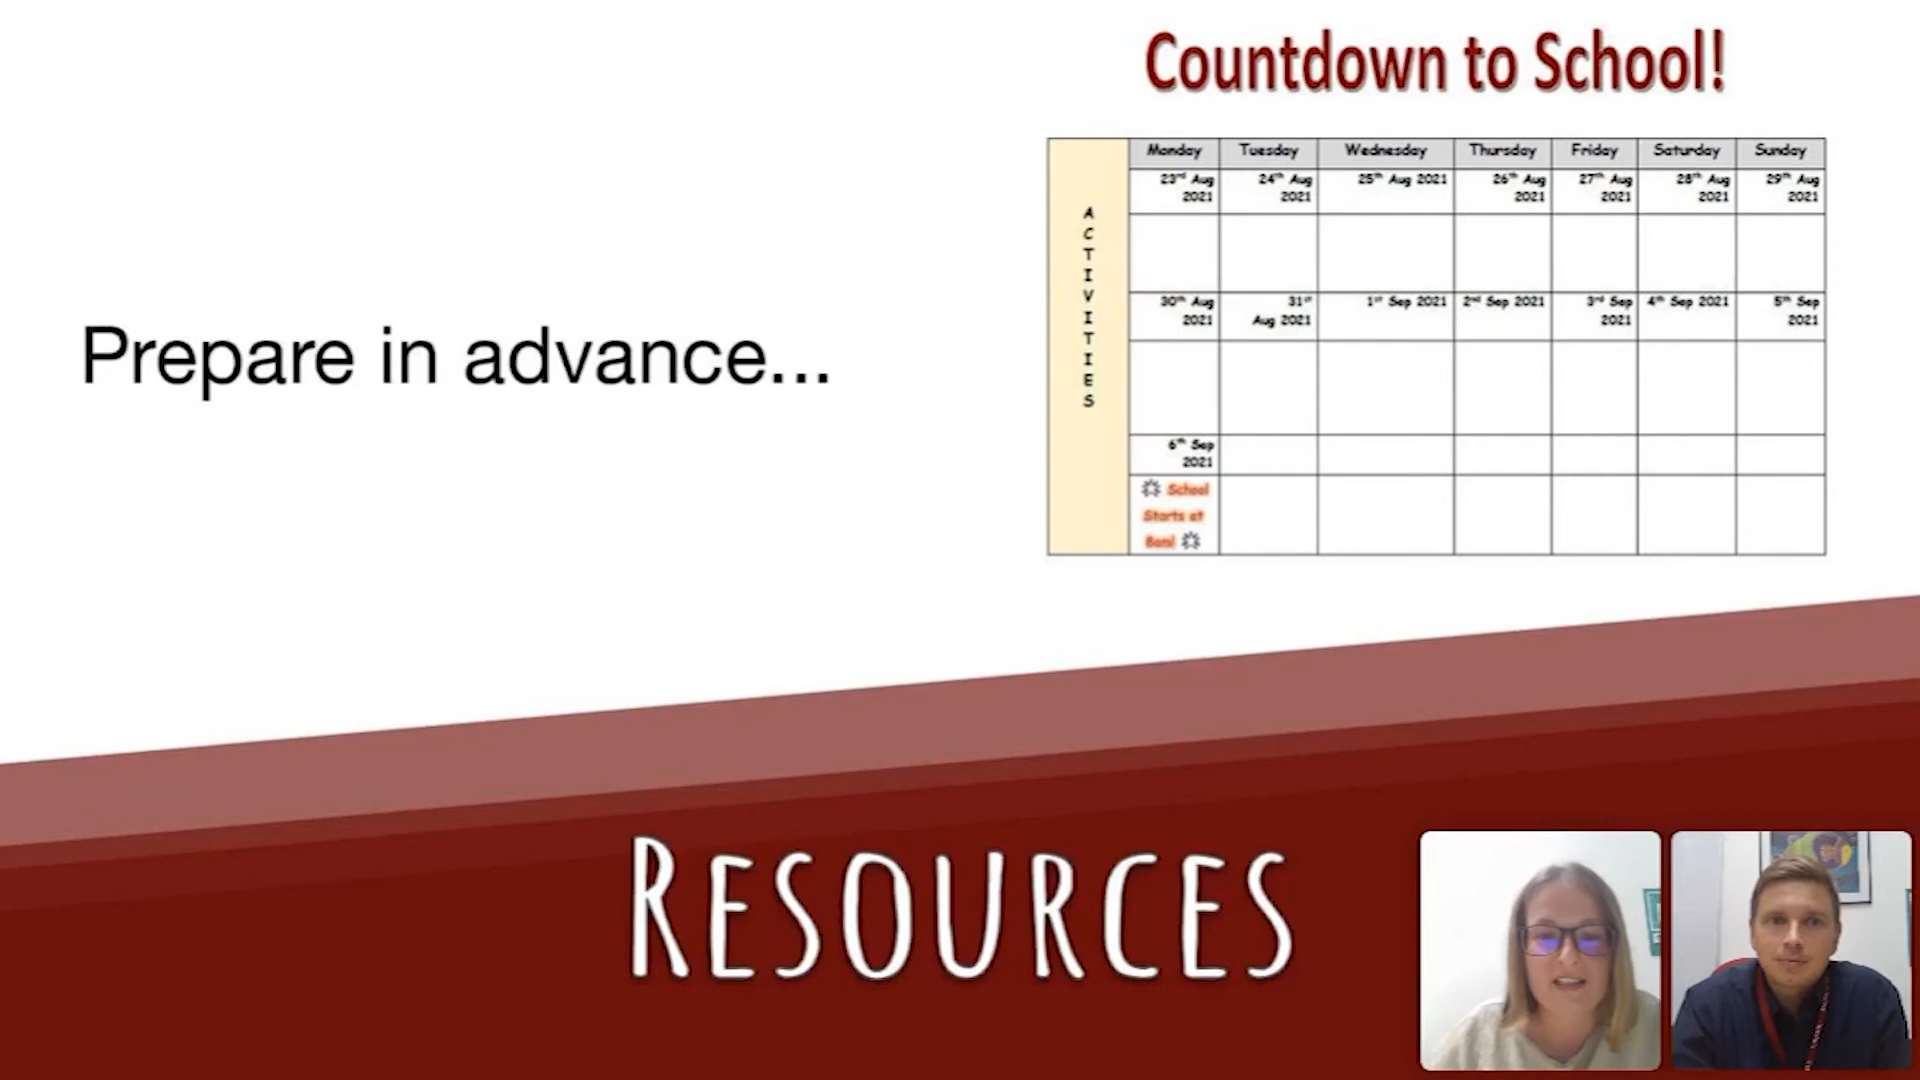 Countdown to School!
Prepare in advance...
ACTIVITIES
Monday Tuesday Wednesday Thursday Friday Saturday Sunday
23rd Aug 2021 24th Aug 2021 25th Aug 2021 26th Aug 2021 27th Aug 2021 28th Aug 2021 29th Aug 2021
30th Aug 2021 31st Aug 2021 1st Sep 2021 2nd Sep 2021 3rd Sep 2021 4th Sep 2021 5th Sep 2021
6th Sep 2021
School
Starts at
8am!
RESOURCES